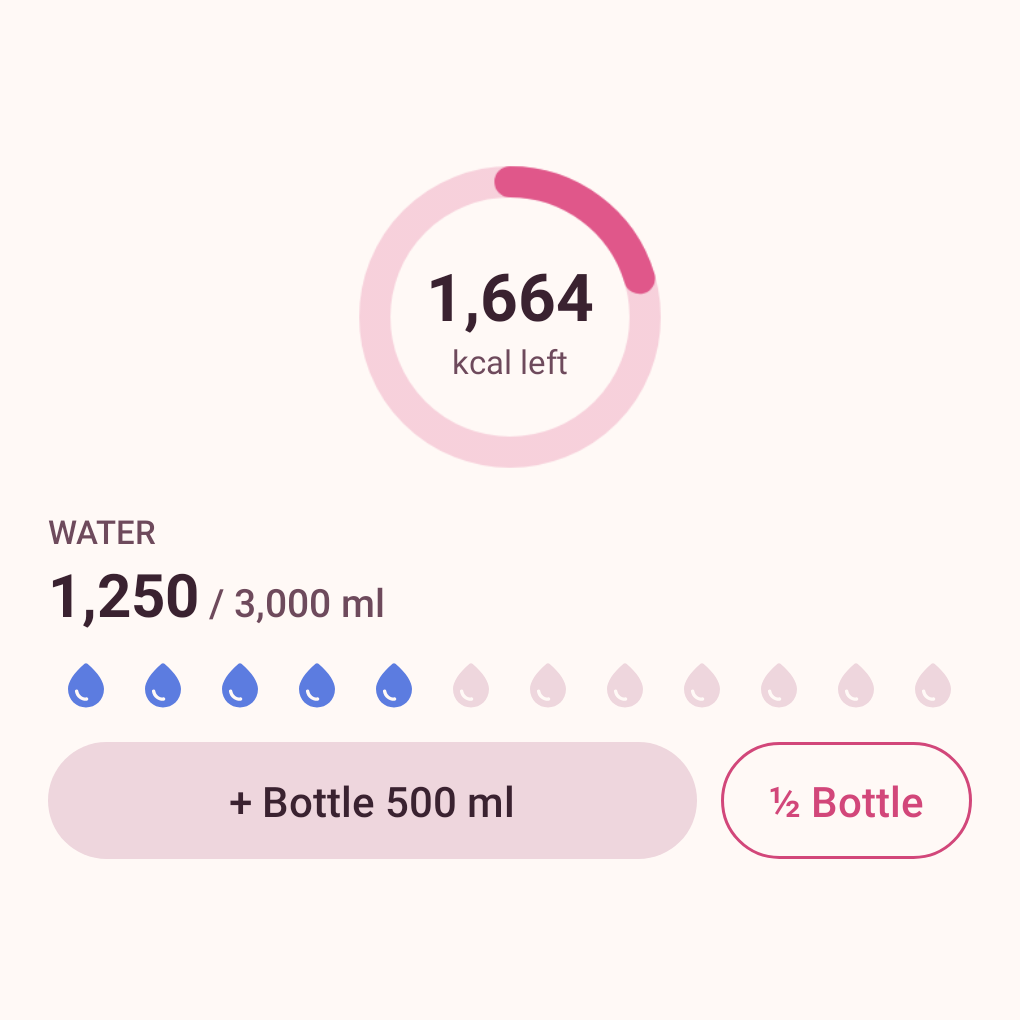 1,664
kcal left
WATER
1,250 / 3,000 ml
+ Bottle 500 ml
½ Bottle